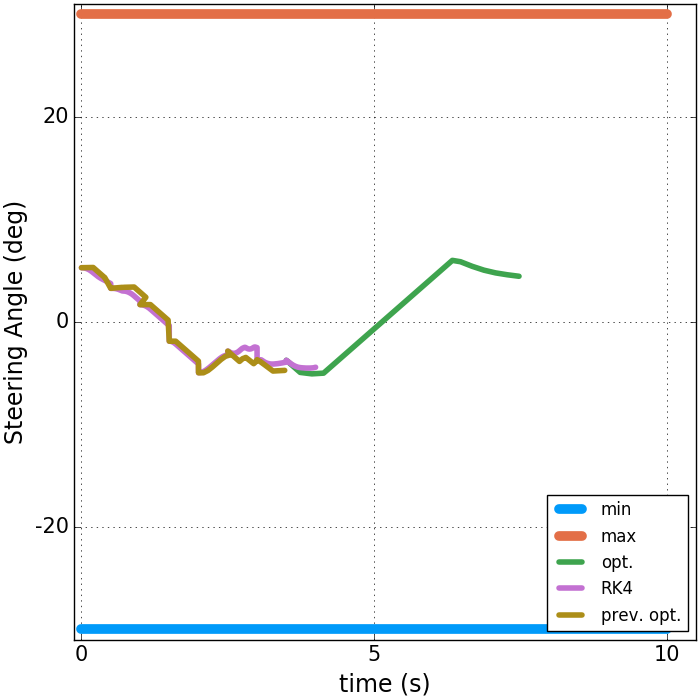 Steering Angle (deg)
20
0
-20
0
5
10
time (s)
min
max
opt.
RK4
prev. opt.